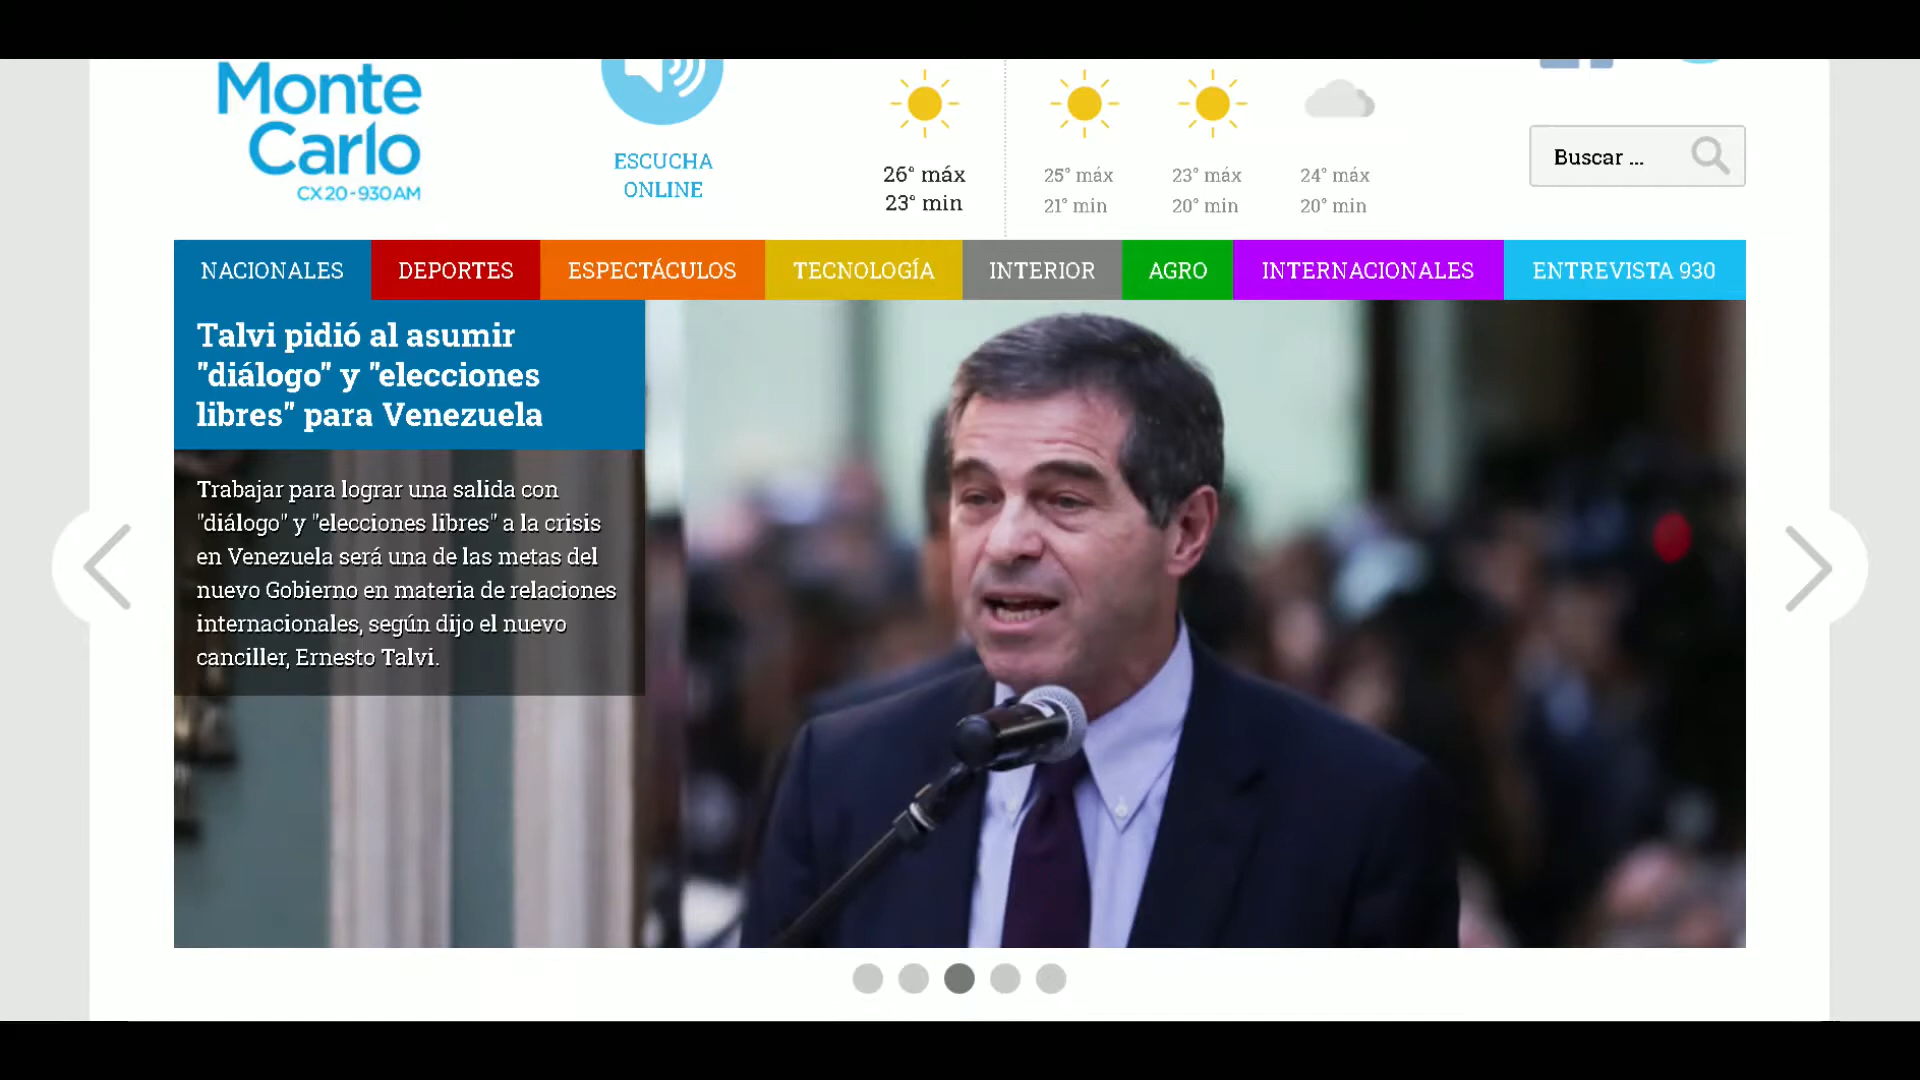 Monte
Carlo
CX20-930AM
ESCUCHA
ONLINE
26° máx
23° min
25° máx
21° min
23° máx
20° min
24° máx
20° min
Buscar ...
NACIONALES DEPORTES ESPECTÁCULOS TECNOLOGÍA INTERIOR AGRO INTERNACIONALES ENTREVISTA 930
Talvi pidió al asumir
"diálogo" y "elecciones
libres" para Venezuela
Trabajar para lograr una salida con
"diálogo" y "elecciones libres" a la crisis
en Venezuela será una de las metas del
nuevo Gobierno en materia de relaciones
internacionales, según dijo el nuevo
canciller, Ernesto Talvi.